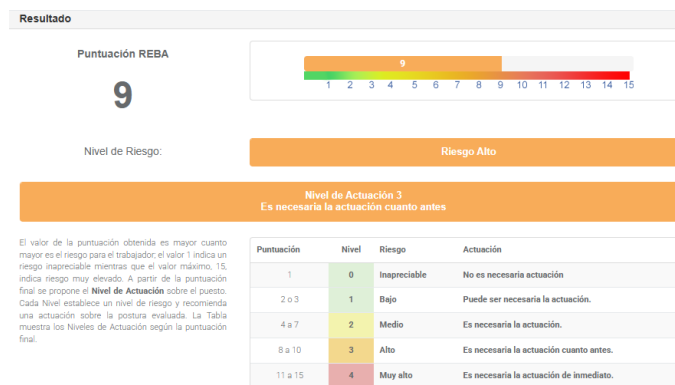 Resultado
Puntuación REBA
9
9
1 2 3 4 5 6 7 8 9 10 11 12 13 14 15
Nivel de Riesgo:
Riesgo Alto
Nivel de Actuación 3
Es necesaria la actuación cuanto antes
El valor de la puntuación obtenida es mayor cuanto
mayor es el riesgo para el trabajador; el valor 1 indica un
riesgo inapreciable mientras que el valor máximo, 15,
indica riesgo muy elevado. A partir de la puntuación
final se propone el Nivel de Actuación sobre el puesto.
Cada Nivel establece un nivel de riesgo y recomienda
una actuación sobre la postura evaluada. La Tabla
muestra los Niveles de Actuación según la puntuación
final.
Puntuación Nivel Riesgo Actuación
1 0 Inapreciable No es necesaria actuación
2 o 3 1 Bajo Puede ser necesaria la actuación.
4 a 7 2 Medio Es necesaria la actuación.
8 a 10 3 Alto Es necesaria la actuación cuanto antes.
11 a 15 4 Muy alto Es necesaria la actuación de inmediato.